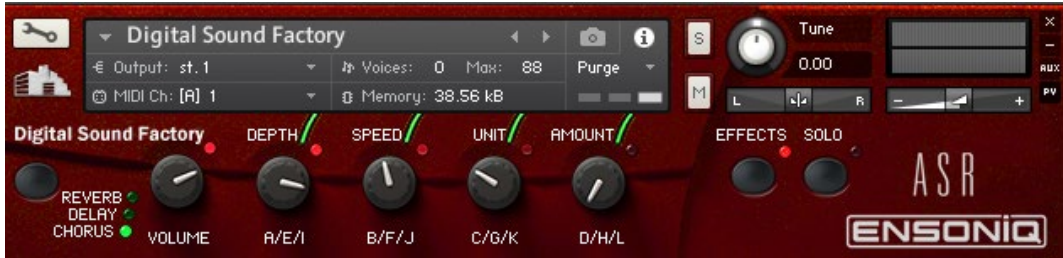 Digital Sound Factory
Output: st.1
Voices: 0 Max: 88
Purge
MIDI Ch: [A] 1
Memory: 38.56 kB
S
M
Tune
0.00
L R
- +
×
-
AUX
PV
Digital Sound Factory
DEPTH SPEED UNIT AMOUNT
EFFECTS SOLO
REVERB
DELAY
CHORUS
VOLUME A/E/I B/F/J C/G/K D/H/L
ASR
ENSONIQ